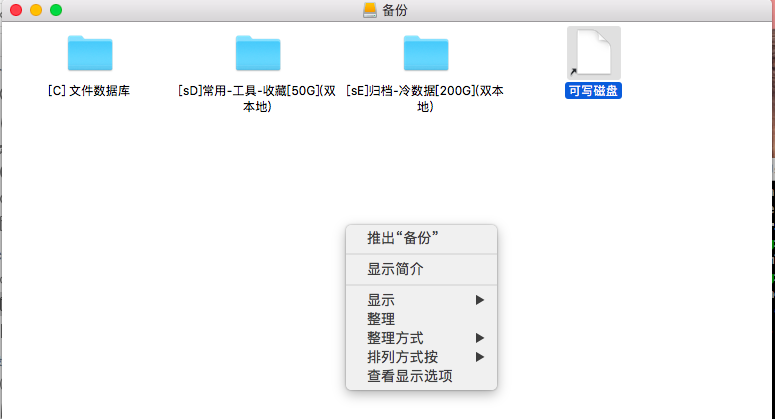 备份
[C] 文件数据库
[sD]常用-工具-收藏[50G](双
本地)
[sE]归档-冷数据[200G](双本
地)
可写磁盘
推出“备份”
显示简介
显示
整理
整理方式
排列方式按
查看显示选项